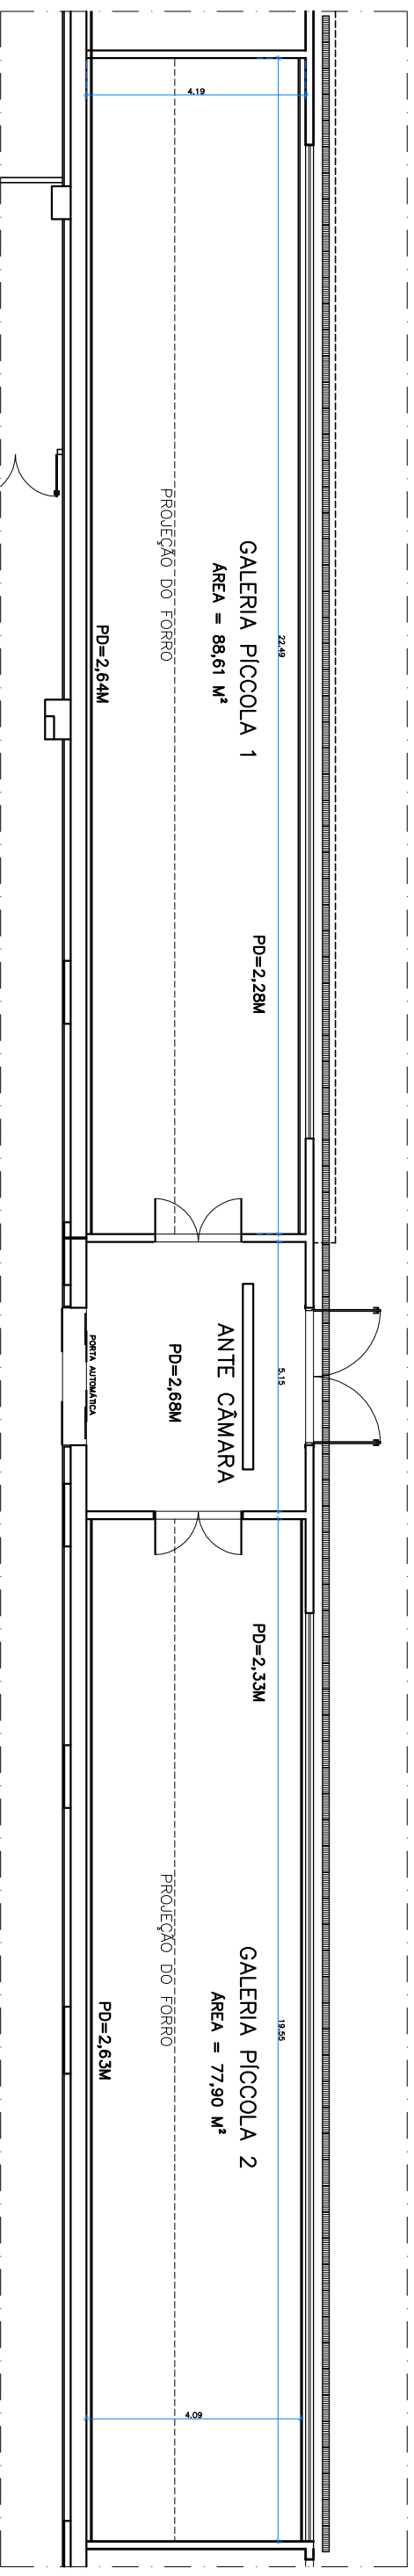 4.19
GALERIA PÍCCOLA 1
ÁREA = 88,61 M²
22.49
PROJEÇÃO DO FORRO
PD=2,64M
PD=2,28M
ANTE CÂMARA
5.15
PD=2,68M
PORTA AUTOMÁTICA
PD=2,33M
GALERIA PÍCCOLA 2
ÁREA = 77,90 M²
19.55
PROJEÇÃO DO FORRO
PD=2,63M
4.09